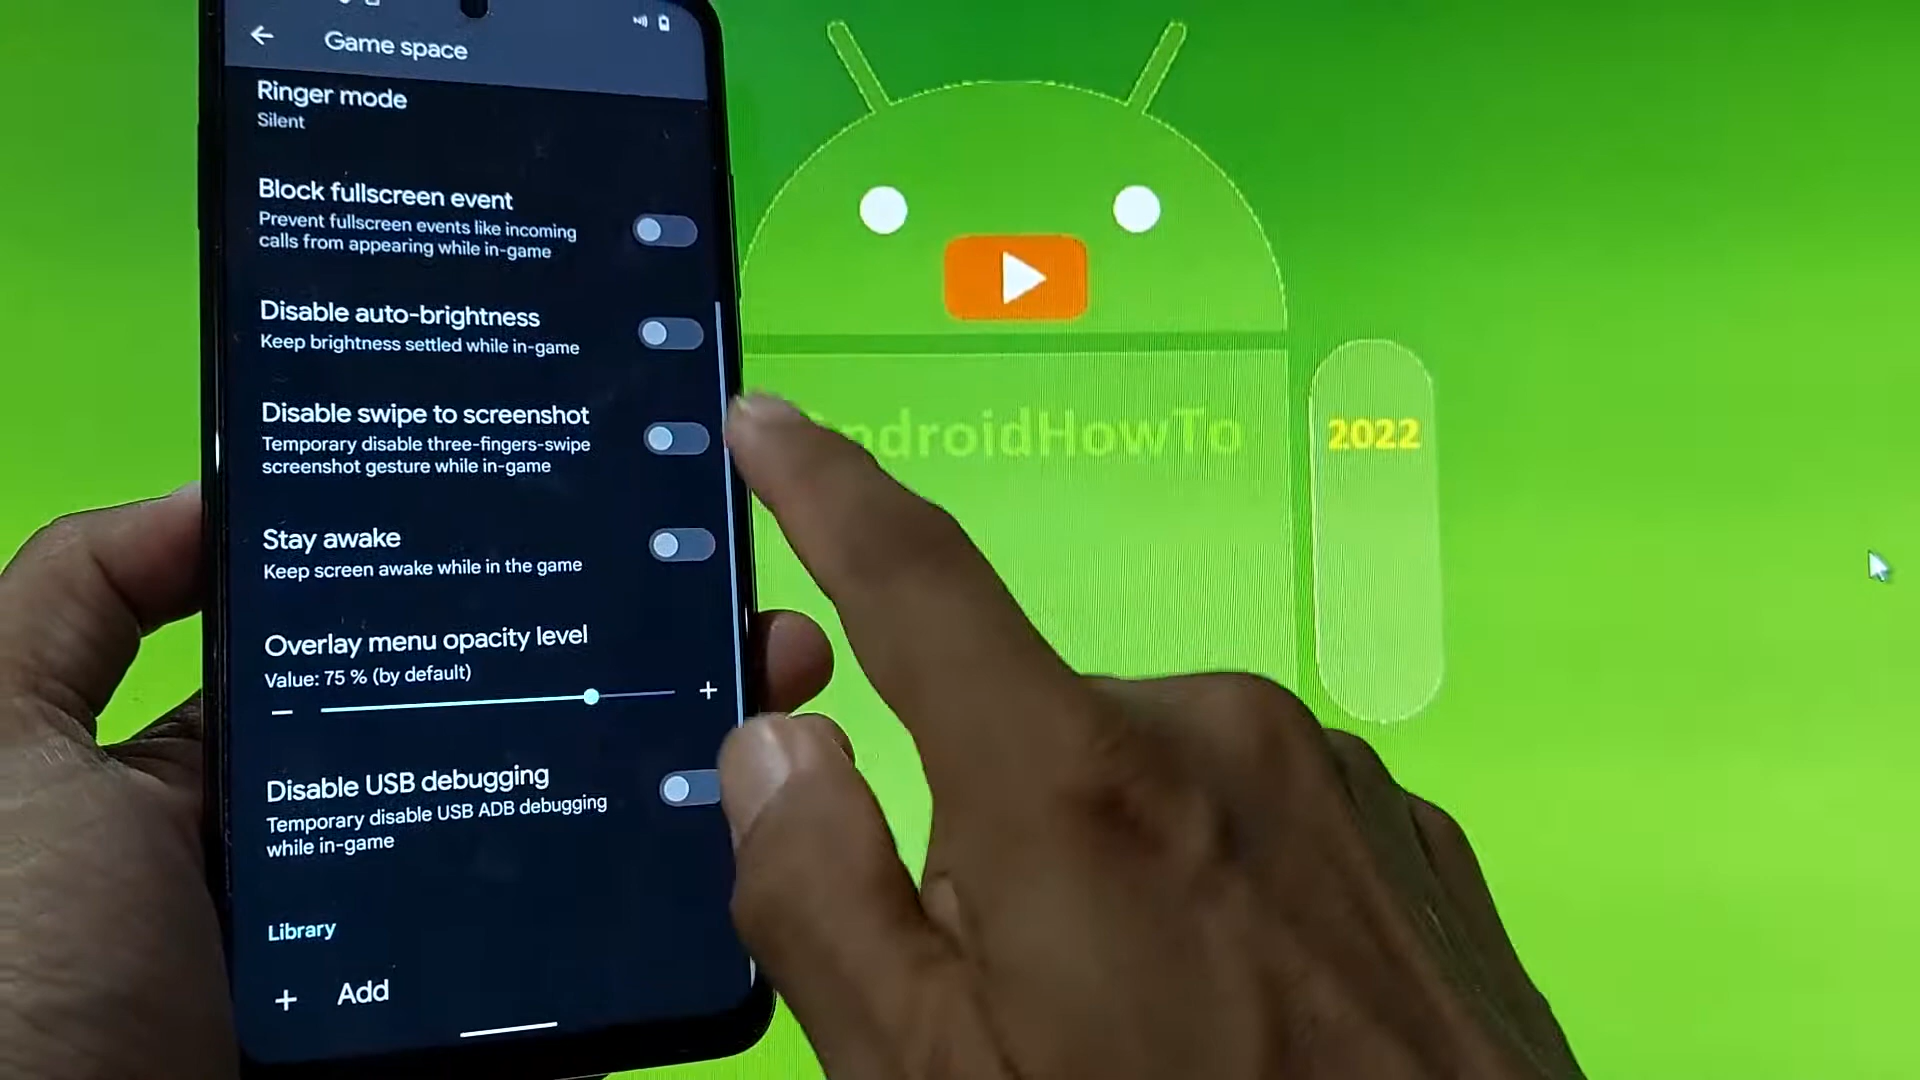 Game space
Ringer mode
Silent
Block fullscreen event
Prevent fullscreen events like incoming
calls from appearing while in-game
Disable auto-brightness
Keep brightness settled while in-game
Disable swipe to screenshot
Temporary disable three-fingers-swipe
screenshot gesture while in-game
Stay awake
Keep screen awake while in the game
Overlay menu opacity level
Value: 75 % (by default)
Disable USB debugging
Temporary disable USB ADB debugging
while in-game
Library
+ Add
ndroidHowTo
2022